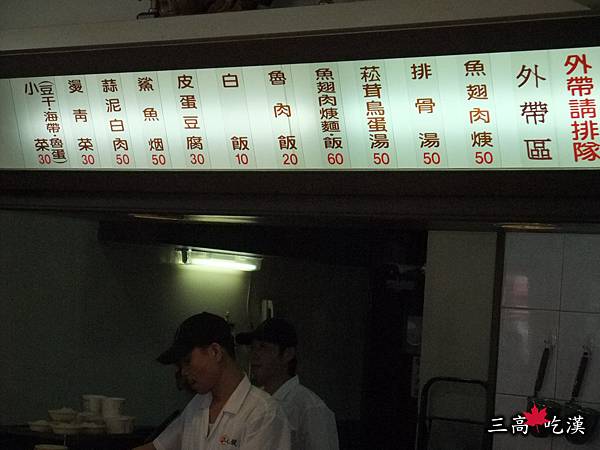 外帶請排隊
外帶區
魚翅肉焿 50
排骨湯 50
菘茸鳥蛋湯 50
魚翅肉焿麵·飯 60
魯肉飯 20
白飯 10
皮蛋豆腐 30
鯊魚烟 50
蒜泥白肉 50
燙青菜 30
小菜 30
(豆干·海帶·魯蛋)
三高 吃漢